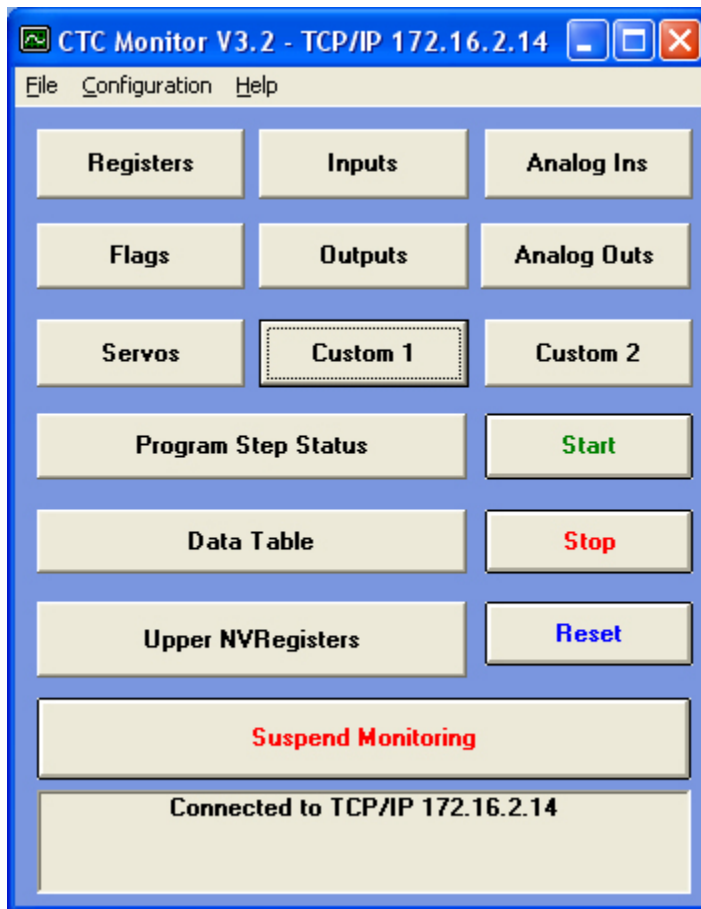 CTC Monitor V3.2 - TCP/IP 172.16.2.14
File Configuration Help
Registers Inputs Analog Ins
Flags Outputs Analog Outs
Servos Custom 1 Custom 2
Program Step Status Start
Data Table Stop
Upper NVRegisters Reset
Suspend Monitoring
Connected to TCP/IP 172.16.2.14